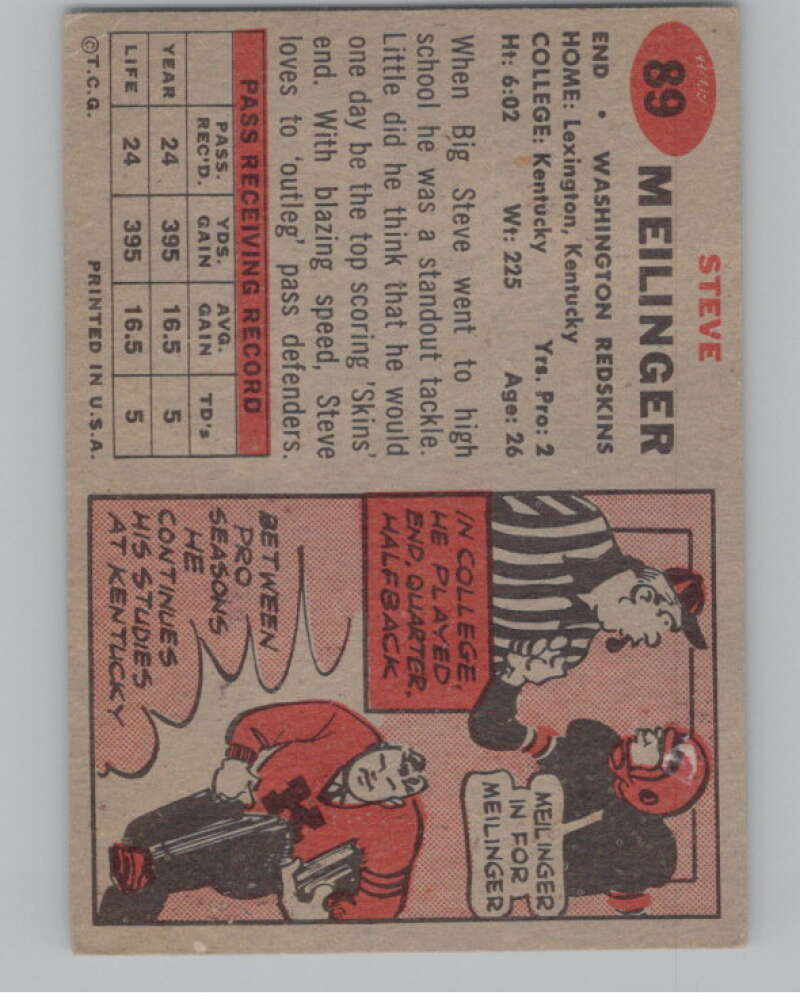 89
STEVE
MEILINGER
END • WASHINGTON REDSKINS
HOME: Lexington, Kentucky
COLLEGE: Kentucky Yrs. Pro: 2
Ht: 6:02 Wt: 225 Age: 26
When Big Steve went to high
school he was a standout tackle.
Little did he think that he would
one day be the top scoring 'Skins'
end. With blazing speed, Steve
loves to 'outleg' pass defenders.
PASS RECEIVING RECORD
PASS. REC'D. YDS. GAIN AVG. GAIN TD's
YEAR 24 395 16.5 5
LIFE 24 395 16.5 5
©T.C.G. PRINTED IN U.S.A.
MEILINGER
IN FOR
MEILINGER
IN COLLEGE,
HE PLAYED
END, QUARTER,
HALFBACK
BETWEEN
PRO
SEASONS
HE
CONTINUES
HIS STUDIES
AT KENTUCKY